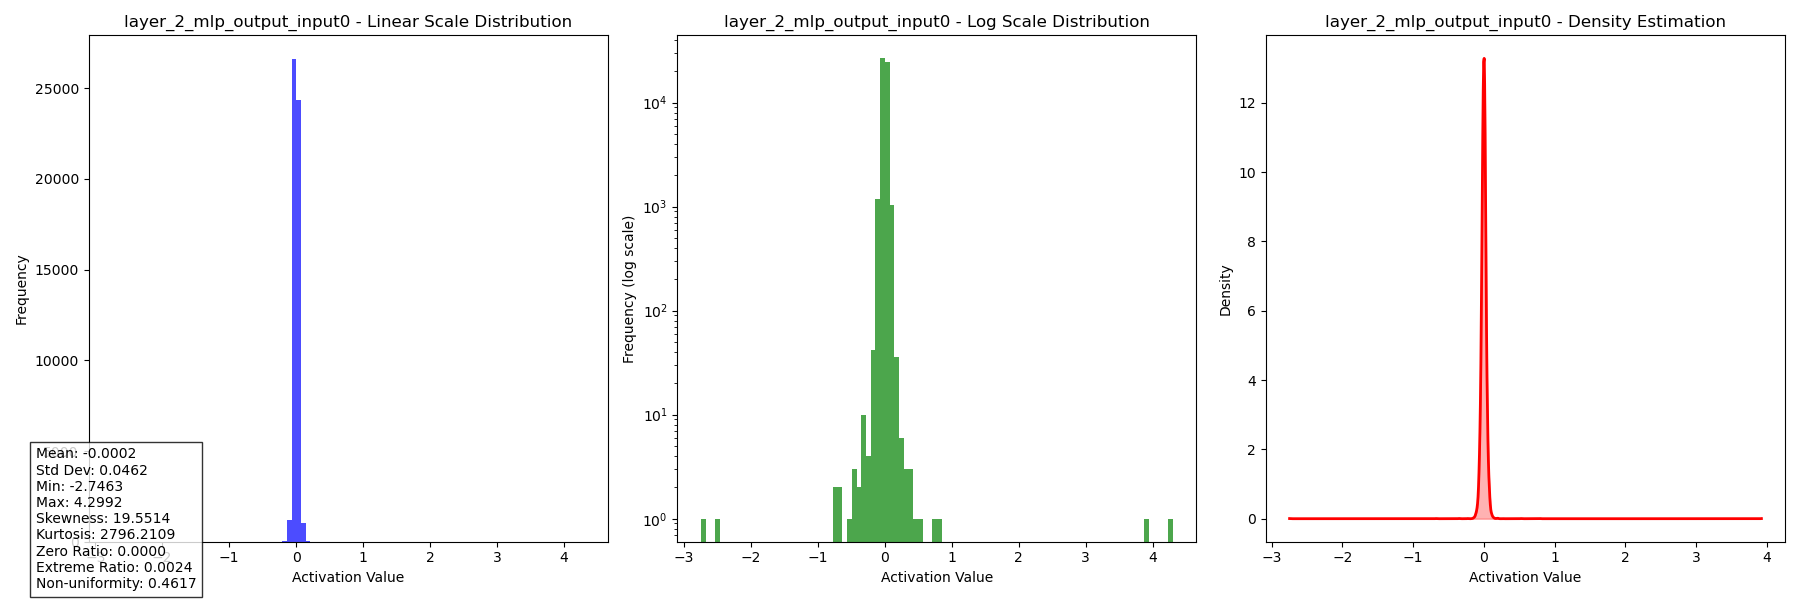 layer_2_mlp_output_input0 - Linear Scale Distribution
25000
20000
15000
10000
Frequency
−1
0
1
2
3
4
Activation Value
Mean: -0.0002
Std Dev: 0.0462
Min: -2.7463
Max: 4.2992
Skewness: 19.5514
Kurtosis: 2796.2109
Zero Ratio: 0.0000
Extreme Ratio: 0.0024
Non-uniformity: 0.4617
layer_2_mlp_output_input0 - Log Scale Distribution
10^4
10^3
10^2
10^1
10^0
Frequency (log scale)
−3
−2
−1
0
1
2
3
4
Activation Value
layer_2_mlp_output_input0 - Density Estimation
12
10
8
6
4
2
0
Density
−3
−2
−1
0
1
2
3
4
Activation Value